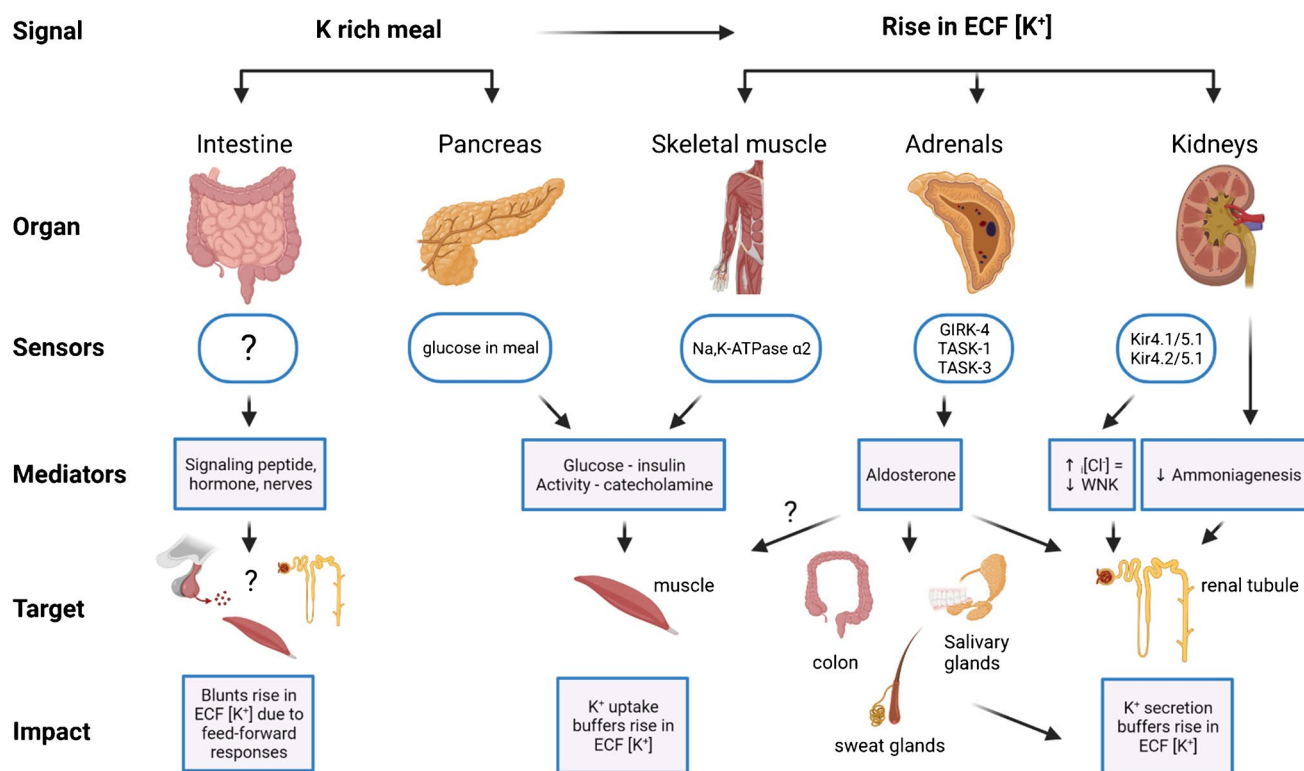 Signal
K rich meal
Rise in ECF [K⁺]
Intestine
Pancreas
Skeletal muscle
Adrenals
Kidneys
Organ
Sensors
?
glucose in meal
Na,K-ATPase α2
GIRK-4
TASK-1
TASK-3
Kir4.1/5.1
Kir4.2/5.1
Mediators
Signaling peptide,
hormone, nerves
Glucose - insulin
Activity - catecholamine
Aldosterone
↑ ᵢ[Cl⁻] =
↓ WNK
↓ Ammoniagenesis
Target
?
muscle
?
colon
Salivary
glands
sweat glands
renal tubule
Impact
Blunts rise in
ECF [K⁺] due to
feed-forward
responses
K⁺ uptake
buffers rise in
ECF [K⁺]
K⁺ secretion
buffers rise in
ECF [K⁺]